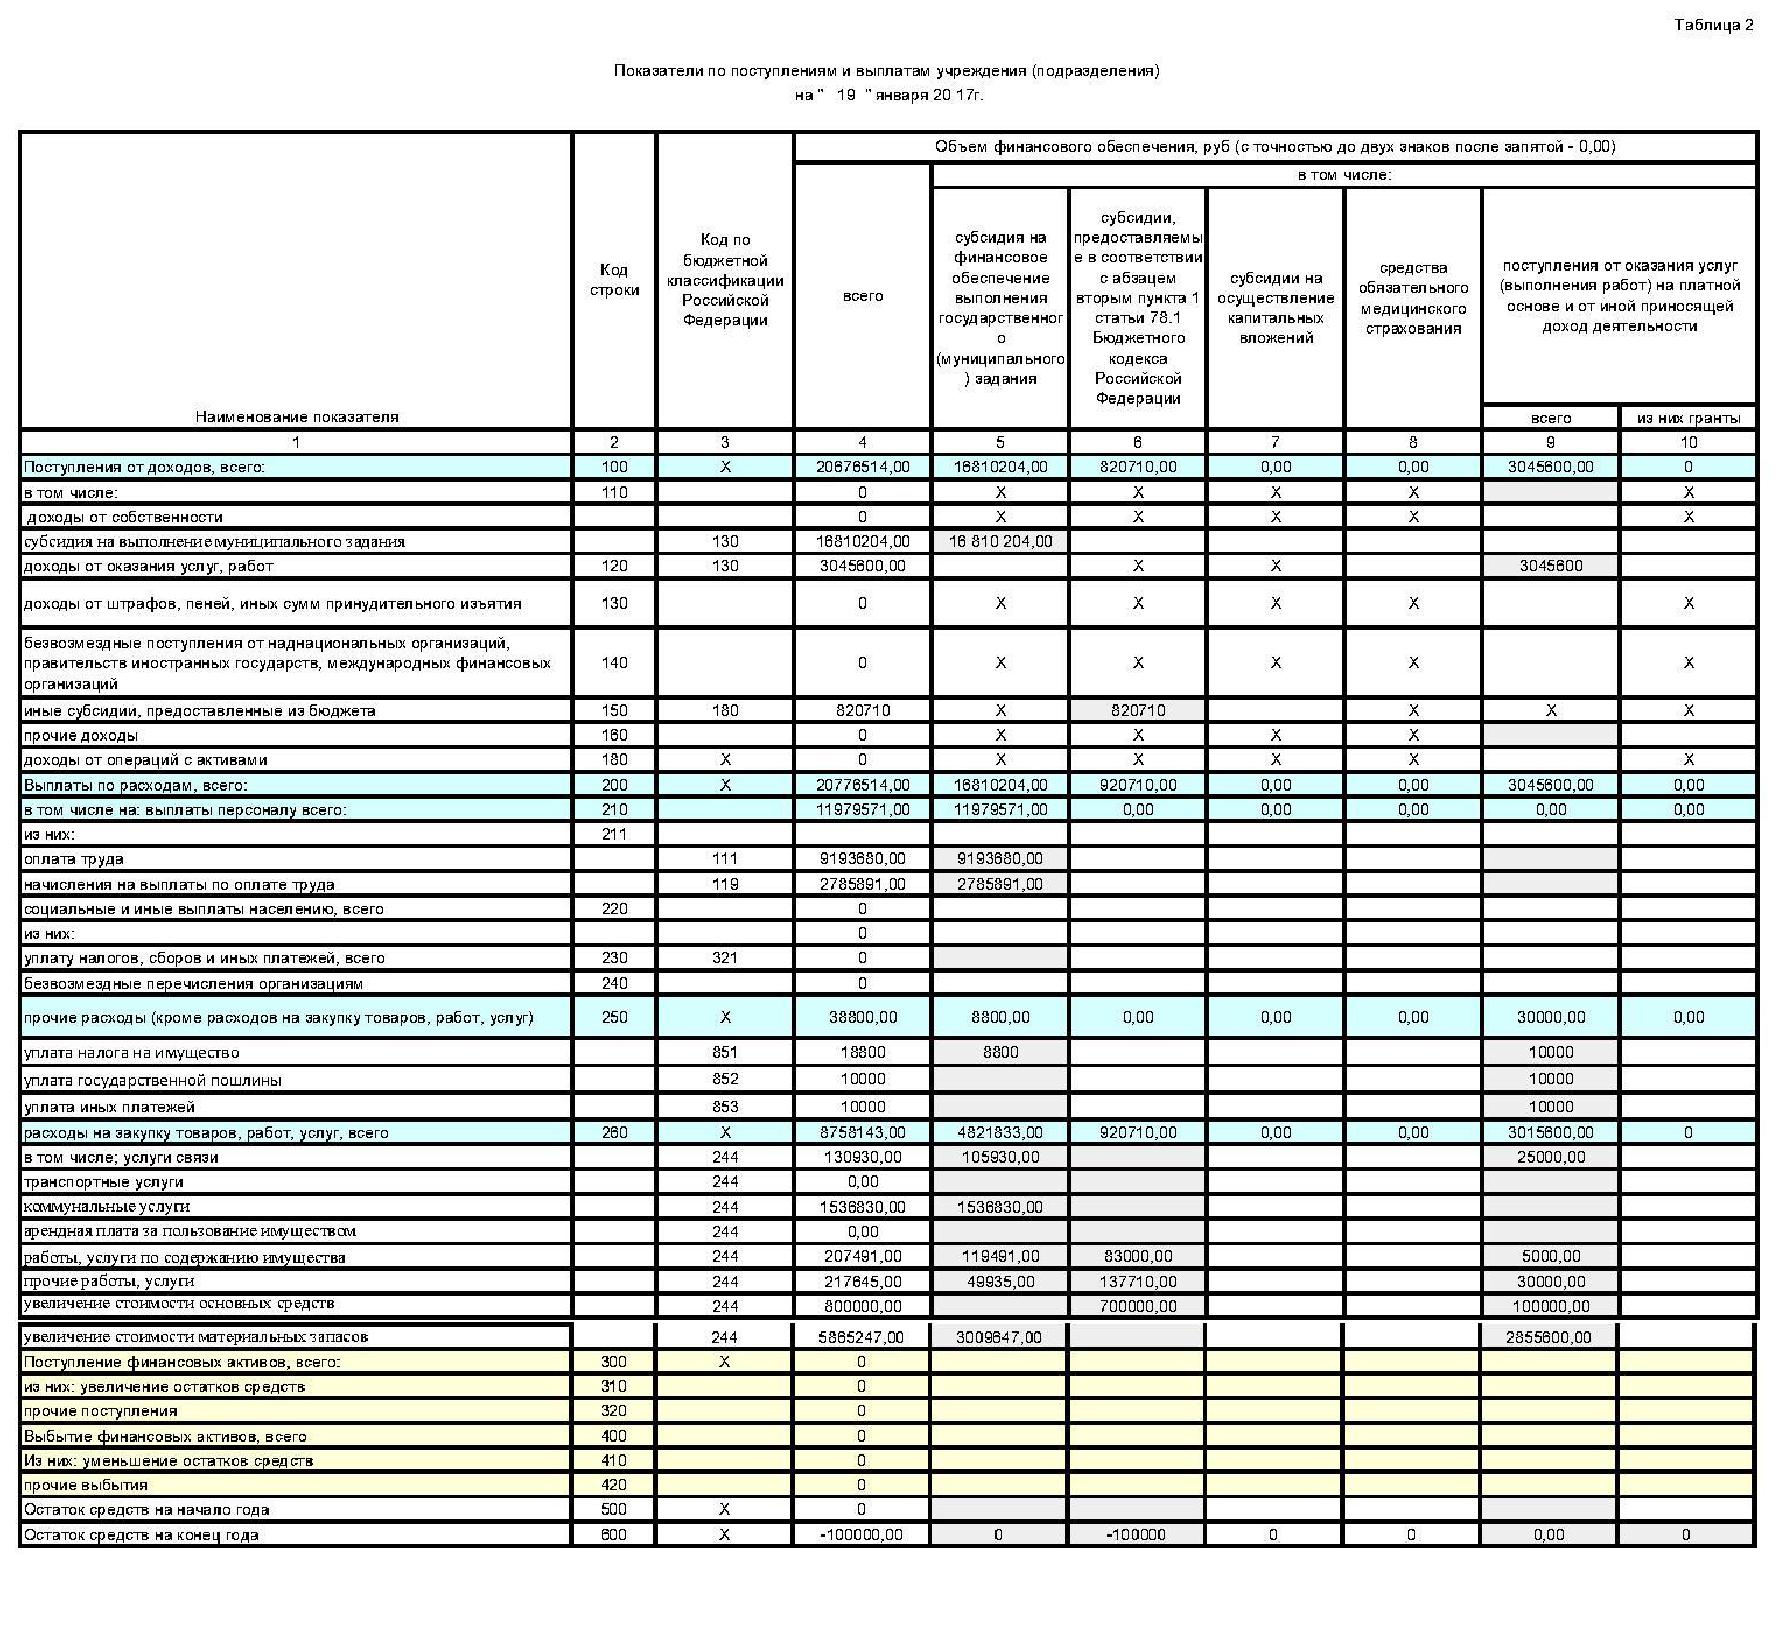 Таблица 2
Показатели по поступлениям и выплатам учреждения (подразделения)
на " 19 " января 20 17г.
Объем финансового обеспечения, руб (с точностью до двух знаков после запятой - 0,00)
в том числе:
Наименование показателя
Код
строки
Код по
бюджетной
классификации
Российской
Федерации
всего
субсидия на
финансовое
обеспечение
выполнения
государственног
о
(муниципального
) задания
субсидии,
предоставляемы
е в соответствии
с абзацем
вторым пункта 1
статьи 78.1
Бюджетного
кодекса
Российской
Федерации
субсидии на
осуществление
капитальных
вложений
средства
обязательного
медицинского
страхования
поступления от оказания услуг
(выполнения работ) на платной
основе и от иной приносящей
доход деятельности
всего из них гранты
1 2 3 4 5 6 7 8 9 10
Поступления от доходов, всего: 100 X 20676514,00 16810204,00 820710,00 0,00 0,00 3045600,00 0
в том числе: 110 0 X X X X X
доходы от собственности 0 X X X X X
субсидия на выполнение муниципального задания 130 16810204,00 16 810 204,00
доходы от оказания услуг, работ 120 130 3045600,00 X X 3045600
доходы от штрафов, пеней, иных сумм принудительного изъятия 130 0 X X X X X
безвозмездные поступления от наднациональных организаций,
правительств иностранных государств, международных финансовых
организаций 140 0 X X X X X
иные субсидии, предоставленные из бюджета 150 180 820710 X 820710 X X X
прочие доходы 160 0 X X X X
доходы от операций с активами 180 X 0 X X X X X
Выплаты по расходам, всего: 200 X 20776514,00 16810204,00 920710,00 0,00 0,00 3045600,00 0,00
в том числе на: выплаты персоналу всего: 210 11979571,00 11979571,00 0,00 0,00 0,00 0,00 0,00
из них: 211
оплата труда 111 9193680,00 9193680,00
начисления на выплаты по оплате труда 119 2785891,00 2785891,00
социальные и иные выплаты населению, всего 220 0
из них: 0
уплату налогов, сборов и иных платежей, всего 230 321 0
безвозмездные перечисления организациям 240 0
прочие расходы (кроме расходов на закупку товаров, работ, услуг) 250 X 38800,00 8800,00 0,00 0,00 0,00 30000,00 0,00
уплата налога на имущество 851 18800 8800 10000
уплата государственной пошлины 852 10000 10000
уплата иных платежей 853 10000 10000
расходы на закупку товаров, работ, услуг, всего 260 X 8758143,00 4821833,00 920710,00 0,00 0,00 3015600,00 0
в том числе; услуги связи 244 130930,00 105930,00 25000,00
транспортные услуги 244 0,00
коммунальные услуги 244 1536830,00 1536830,00
арендная плата за пользование имуществом 244 0,00
работы, услуги по содержанию имущества 244 207491,00 119491,00 83000,00 5000,00
прочие работы, услуги 244 217645,00 49935,00 137710,00 30000,00
увеличение стоимости основных средств 244 800000,00 700000,00 100000,00
увеличение стоимости материальных запасов 244 5865247,00 3009647,00 2855600,00
Поступление финансовых активов, всего: 300 X 0
из них: увеличение остатков средств 310 0
прочие поступления 320 0
Выбытие финансовых активов, всего 400 0
Из них: уменьшение остатков средств 410 0
прочие выбытия 420 0
Остаток средств на начало года 500 X 0
Остаток средств на конец года 600 X -100000,00 0 -100000 0 0 0,00 0